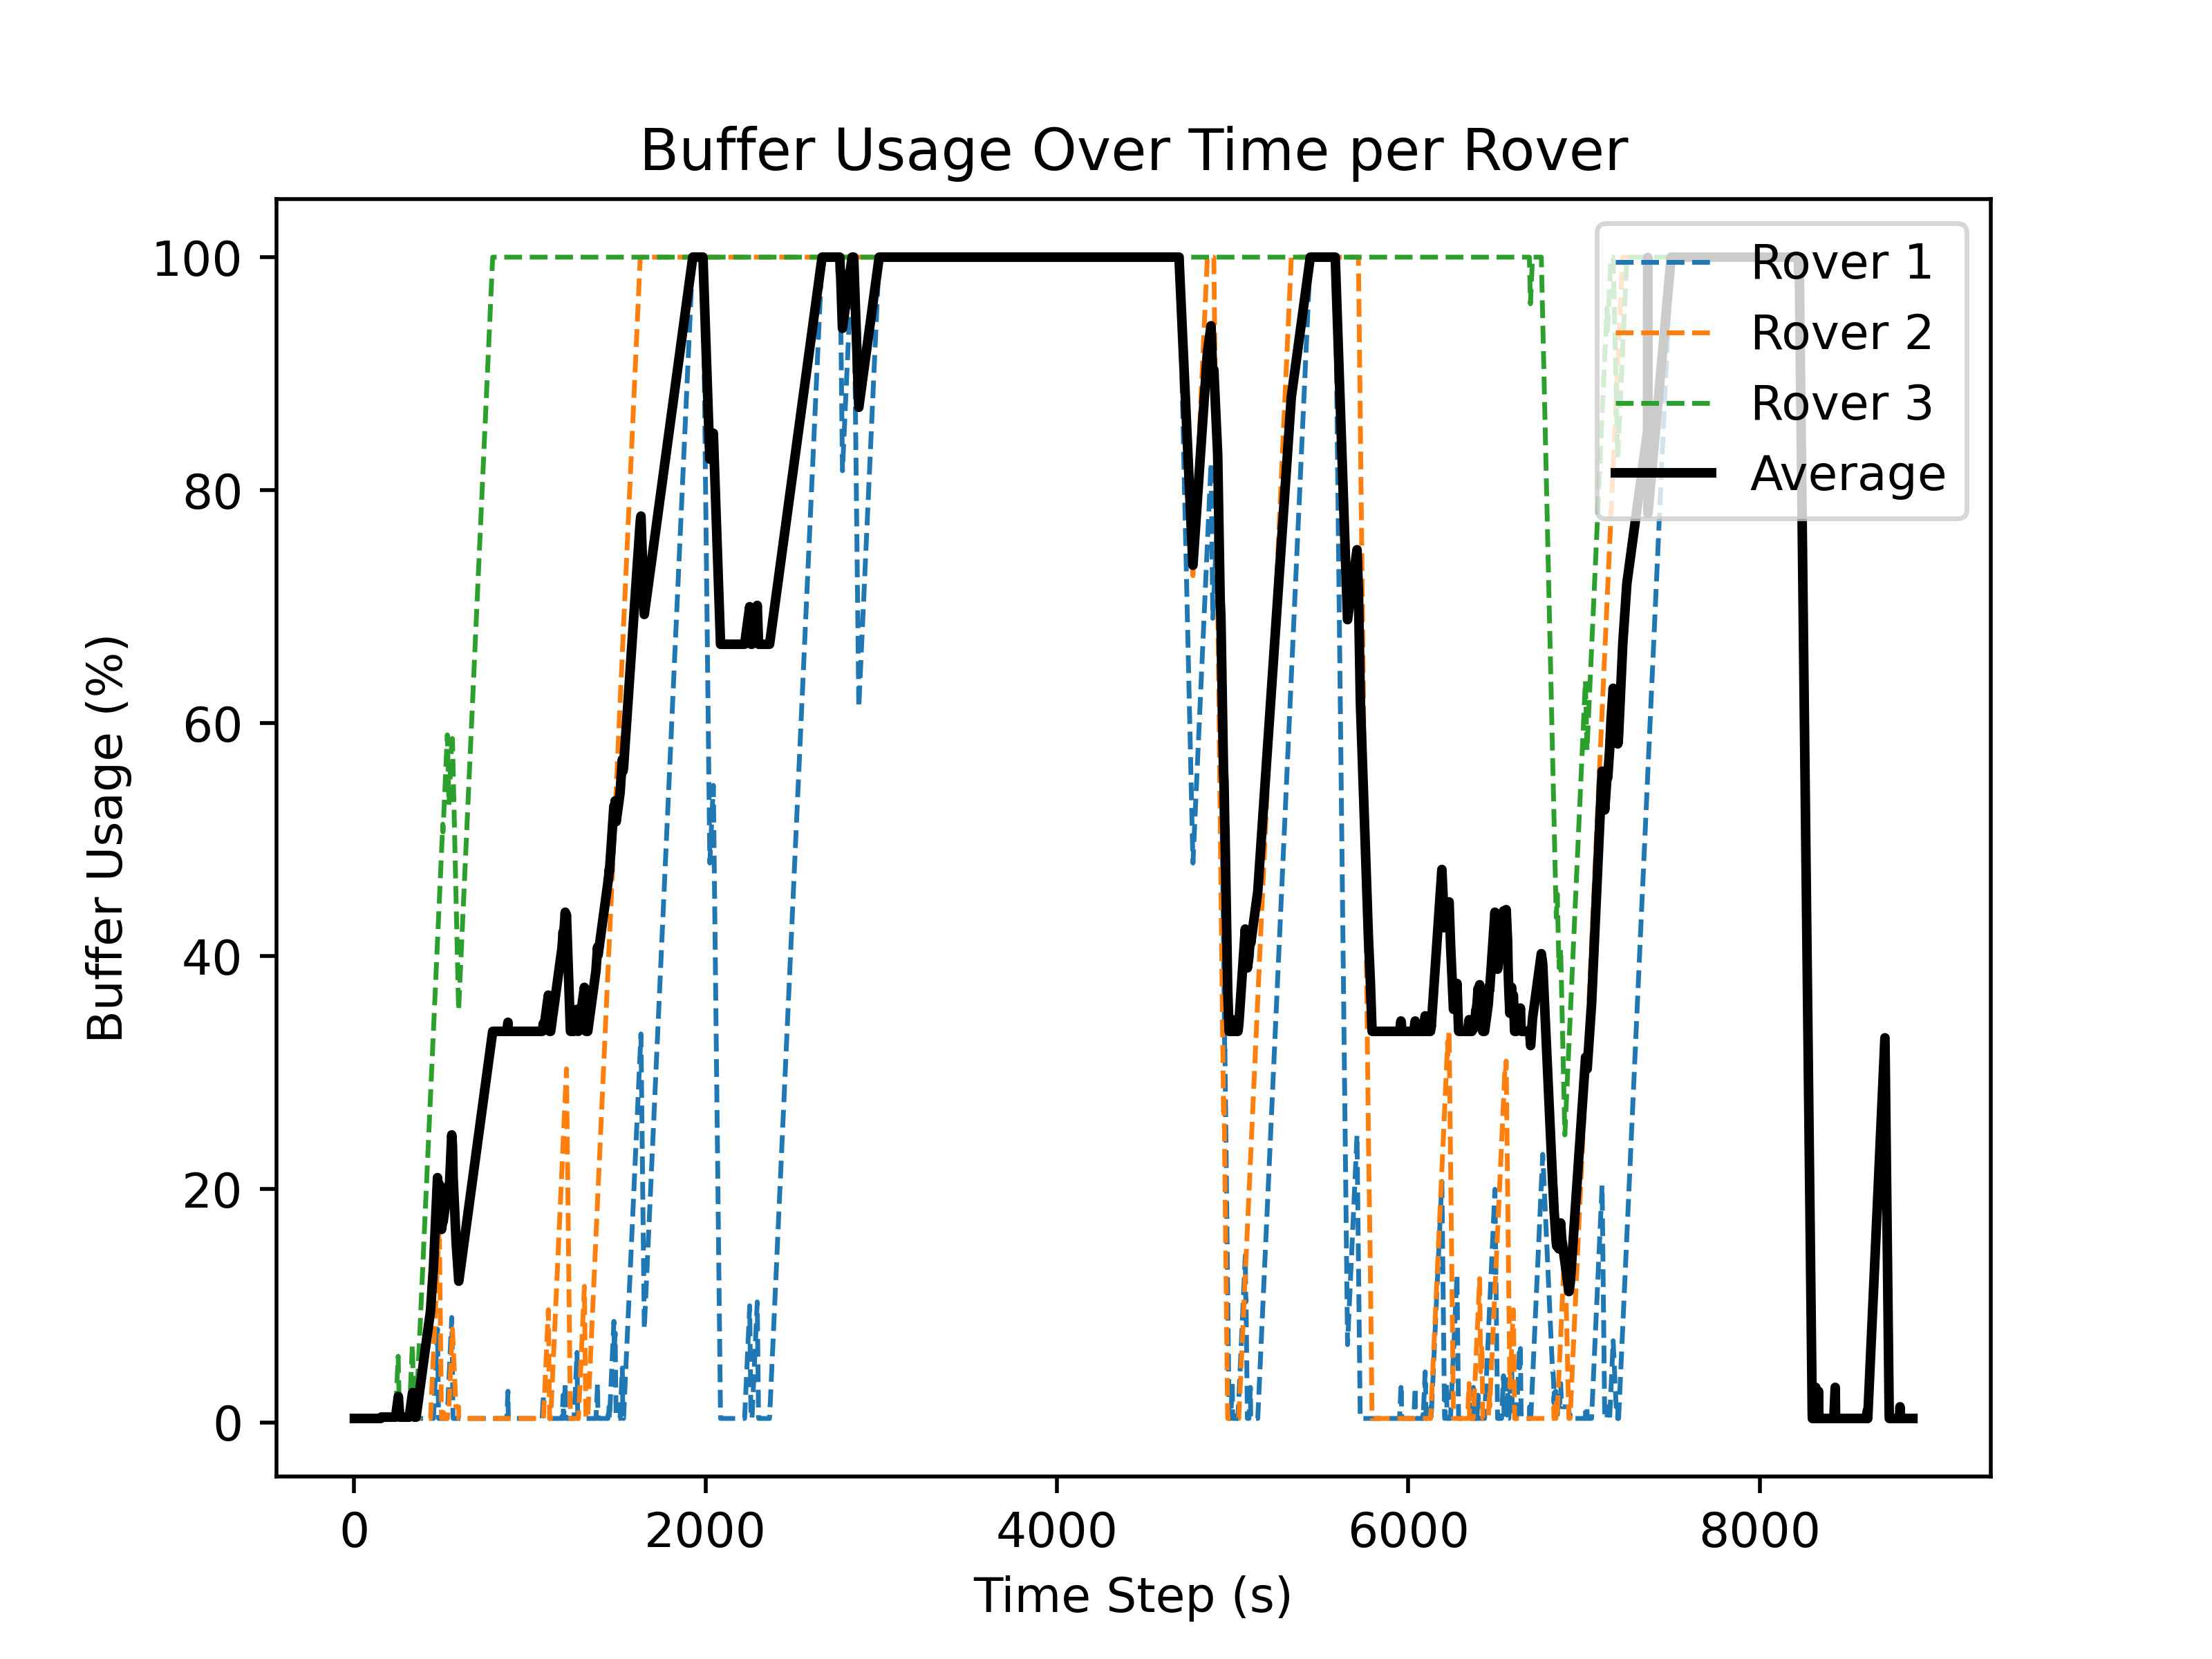 Buffer Usage Over Time per Rover
Rover 1
Rover 2
Rover 3
Average
Buffer Usage (%)
100
80
60
40
20
0
0 2000 4000 6000 8000
Time Step (s)